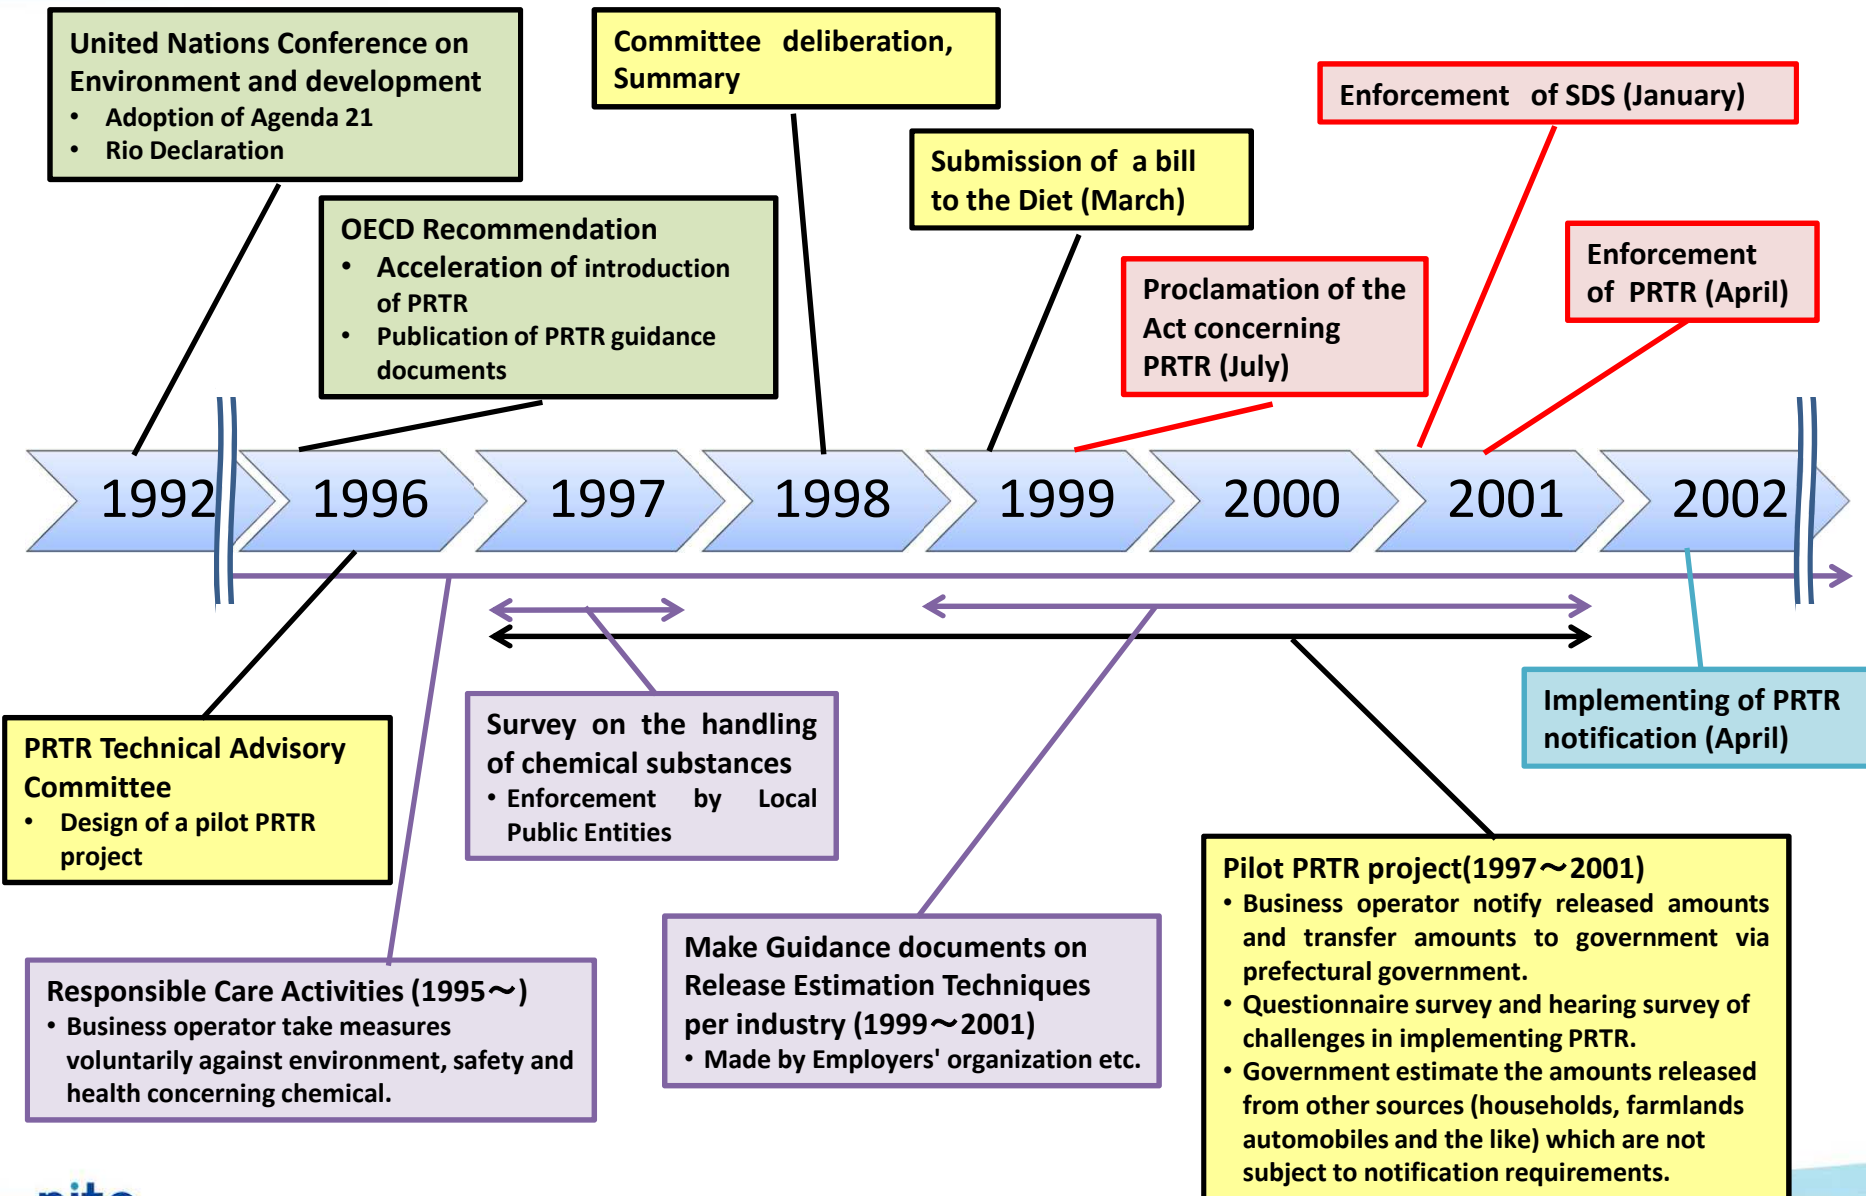 United Nations Conference on
Environment and development
• Adoption of Agenda 21
• Rio Declaration
Committee deliberation,
Summary
Enforcement of SDS (January)
Submission of a bill
to the Diet (March)
OECD Recommendation
• Acceleration of introduction
of PRTR
• Publication of PRTR guidance
documents
Enforcement
of PRTR (April)
Proclamation of the
Act concerning
PRTR (July)
1992
1996
1997
1998
1999
2000
2001
2002
PRTR Technical Advisory
Committee
• Design of a pilot PRTR
project
Survey on the handling
of chemical substances
• Enforcement by Local
Public Entities
Implementing of PRTR
notification (April)
Responsible Care Activities (1995～)
• Business operator take measures
voluntarily against environment, safety and
health concerning chemical.
Make Guidance documents on
Release Estimation Techniques
per industry (1999～2001)
• Made by Employers' organization etc.
Pilot PRTR project(1997～2001)
• Business operator notify released amounts
and transfer amounts to government via
prefectural government.
• Questionnaire survey and hearing survey of
challenges in implementing PRTR.
• Government estimate the amounts released
from other sources (households, farmlands
automobiles and the like) which are not
subject to notification requirements.